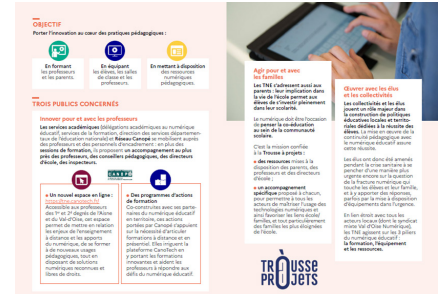 OBJECTIF
Porter l'innovation au cœur des pratiques pédagogiques :
En formant
les professeurs
et les parents.
En équipant
les élèves, les salles
de classe et les
professeurs.
En mettant à disposition
des ressources
numériques
pédagogiques.
TROIS PUBLICS CONCERNÉS
Innover pour et avec les professeurs
Les services académiques (délégations académiques au numérique
éducatif, services de la formation, direction des services départemen-
taux de l'éducation nationale) et Réseau Canopé se mobilisent auprès
des professeurs et des personnels d'encadrement : en plus des
sessions de formation, ils proposent un accompagnement au plus
près des professeurs, des conseillers pédagogiques, des directeurs
d'école, des inspecteurs.
CANOPÉ
Un nouvel espace en ligne :
https://tne.canotech.fr/
Accessible aux professeurs
des 1er et 2d degrés de l'Aisne
et du Val-d'Oise, cet espace
permet de mettre en relation
les enjeux de l'enseignement
à distance et les apports
du numérique, de se former
à de nouveaux usages
pédagogiques, tout en
disposant de solutions
numériques reconnues et
libres de droits.
Des programmes d'actions
de formation
Co-construites avec des parte-
naires du numérique éducatif
en territoire, ces actions
portées par Canopé s'appuient
sur la nécessité d'articuler
formations à distance et en
présentiel. Elles irriguent la
plateforme CanoTech en
y portant les formations
présentées et aident les
professeurs à répondre aux
défis du numérique éducatif.
Agir pour et avec
les familles
Les TNE s'adressent aussi aux
parents : leur implication dans
la vie de l'école permet aux
élèves de s'investir pleinement
dans leur scolarité.
Le numérique doit être l'occasion
de penser la co-éducation
au sein de la communauté
scolaire.
C'est la mission confiée
à la Trousse à projets :
des ressources mises à la
disposition des parents, des
professeurs et des directeurs
d'école ;
un accompagnement
spécifique proposé à chacun,
pour permettre à tous les
acteurs de maîtriser l'usage des
technologies numériques et
ainsi favoriser les liens école/
familles, et tout particulièrement
des familles les plus éloignées
de l'école.
TROUSSE
PROJETS
Œuvrer avec les élus
et les collectivités
Les collectivités et les élus
jouent un rôle majeur dans
la construction de politiques
éducatives locales et territo-
riales dédiées à la réussite des
élèves. La mise en œuvre de la
continuité pédagogique avec
le numérique éducatif assure
cette réussite.
Les élus ont donc été amenés
pendant la crise sanitaire à se
pencher d'une manière plus
urgente encore sur la question
de la fracture numérique qui
touche les élèves et leur famille,
et à y apporter des réponses,
parfois par la mise à disposition
d'équipements dans l'urgence.
En lien étroit avec tous les
acteurs locaux (dont le syndicat
mixte Val d'Oise Numérique),
les TNE agissent sur les 3 piliers
du numérique éducatif :
la formation, l'équipement
et les ressources.